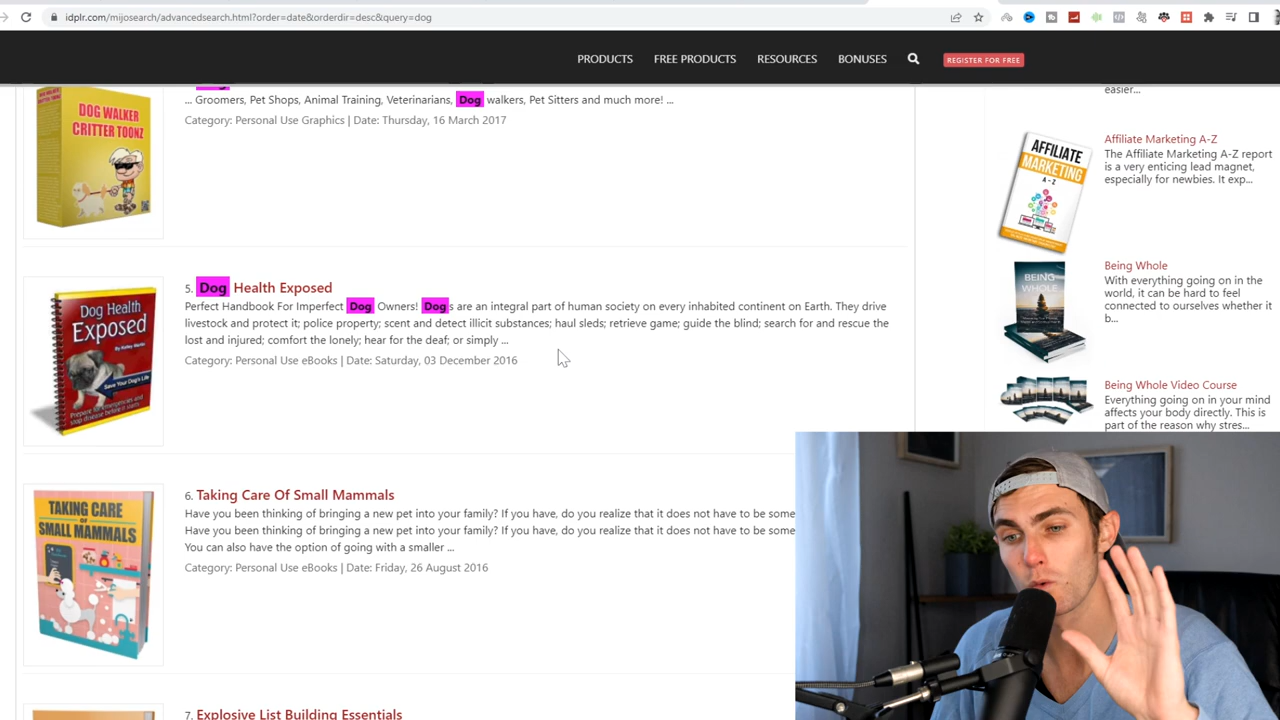 idplr.com/mijosearch/advancedsearch.html?order=date&orderdir=desc&query=dog
PRODUCTS FREE PRODUCTS RESOURCES BONUSES REGISTER FOR FREE
... Groomers, Pet Shops, Animal Training, Veterinarians, Dog walkers, Pet Sitters and much more! ...
Category: Personal Use Graphics | Date: Thursday, 16 March 2017
DOG WALKER
CRITTER TOONZ
5. Dog Health Exposed
Perfect Handbook For Imperfect Dog Owners! Dogs are an integral part of human society on every inhabited continent on Earth. They drive
livestock and protect it; police property; scent and detect illicit substances; haul sleds; retrieve game; guide the blind; search for and rescue the
lost and injured; comfort the lonely; hear for the deaf; or simply ...
Category: Personal Use eBooks | Date: Saturday, 03 December 2016
Dog Health
Exposed
Save Your Dog's Life
Prepare for emergencies and
stop disease before it starts
6. Taking Care Of Small Mammals
Have you been thinking of bringing a new pet into your family? If you have, do you realize that it does not have to be some
Have you been thinking of bringing a new pet into your family? If you have, do you realize that it does not have to be some
You can also have the option of going with a smaller ...
Category: Personal Use eBooks | Date: Friday, 26 August 2016
TAKING CARE
OF
SMALL MAMMALS
7. Explosive List Building Essentials
easier...
Affiliate Marketing A-Z
The Affiliate Marketing A-Z report
is a very enticing lead magnet,
especially for newbies. It exp...
AFFILIATE
MARKETING
A-Z
Being Whole
With everything going on in the
world, it can be hard to feel
connected to ourselves whether it
b...
BEING
WHOLE
Being Whole Video Course
Everything going on in your mind
affects your body directly. This is
part of the reason why stres...